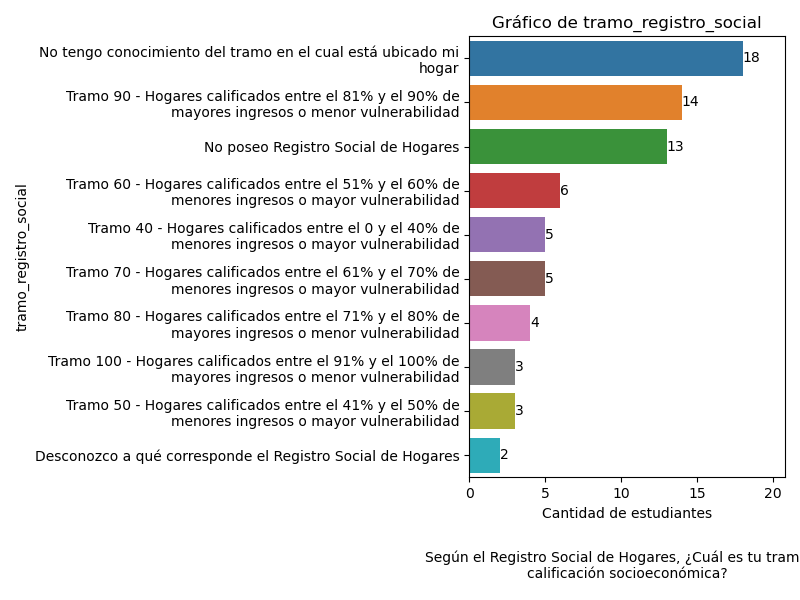 Gráfico de tramo_registro_social
No tengo conocimiento del tramo en el cual está ubicado mi
hogar
18
Tramo 90 - Hogares calificados entre el 81% y el 90% de
mayores ingresos o menor vulnerabilidad
14
No poseo Registro Social de Hogares
13
Tramo 60 - Hogares calificados entre el 51% y el 60% de
menores ingresos o mayor vulnerabilidad
6
Tramo 40 - Hogares calificados entre el 0 y el 40% de
menores ingresos o mayor vulnerabilidad
5
Tramo 70 - Hogares calificados entre el 61% y el 70% de
menores ingresos o mayor vulnerabilidad
5
Tramo 80 - Hogares calificados entre el 71% y el 80% de
mayores ingresos o menor vulnerabilidad
4
Tramo 100 - Hogares calificados entre el 91% y el 100% de
mayores ingresos o menor vulnerabilidad
3
Tramo 50 - Hogares calificados entre el 41% y el 50% de
menores ingresos o mayor vulnerabilidad
3
Desconozco a qué corresponde el Registro Social de Hogares
2
tramo_registro_social
0 5 10 15 20
Cantidad de estudiantes
Según el Registro Social de Hogares, ¿Cuál es tu tram
calificación socioeconómica?